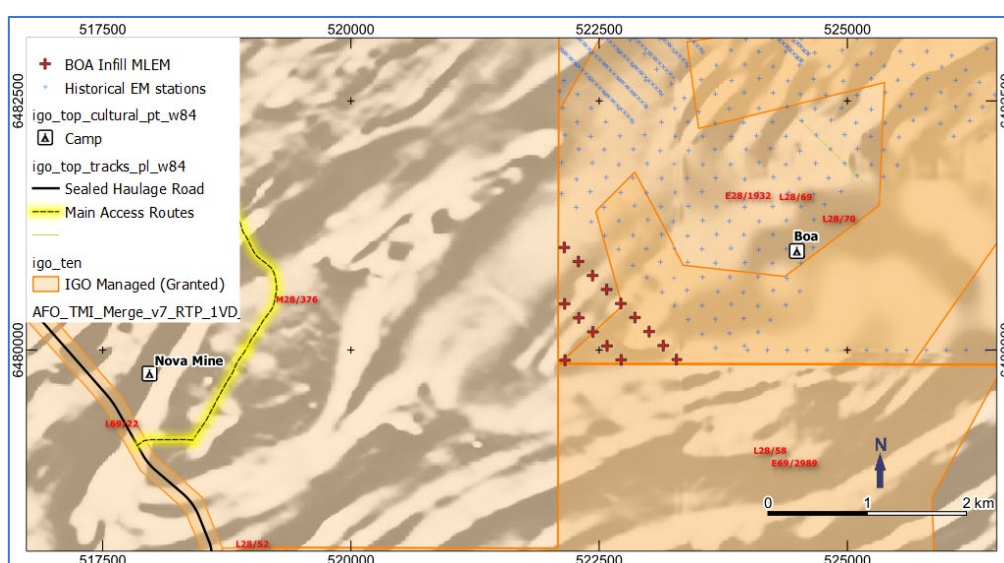 517500 520000 522500 525000
BOA Infill MLEM
Historical EM stations
igo_top_cultural_pt_w84
Camp
igo_top_tracks_pl_w84
Sealed Haulage Road
Main Access Routes
igo_ten
IGO Managed (Granted)
AFO_TMI_Merge_v7_RTP_1VD_
6482500
6480000
6482500
6480000
E28/1932
L28/69
L28/70
Boa
M28/376
Nova Mine
L69/22
L28/58
E69/2989
N
0 1 2 km
L28/52
517500 520000 522500 525000